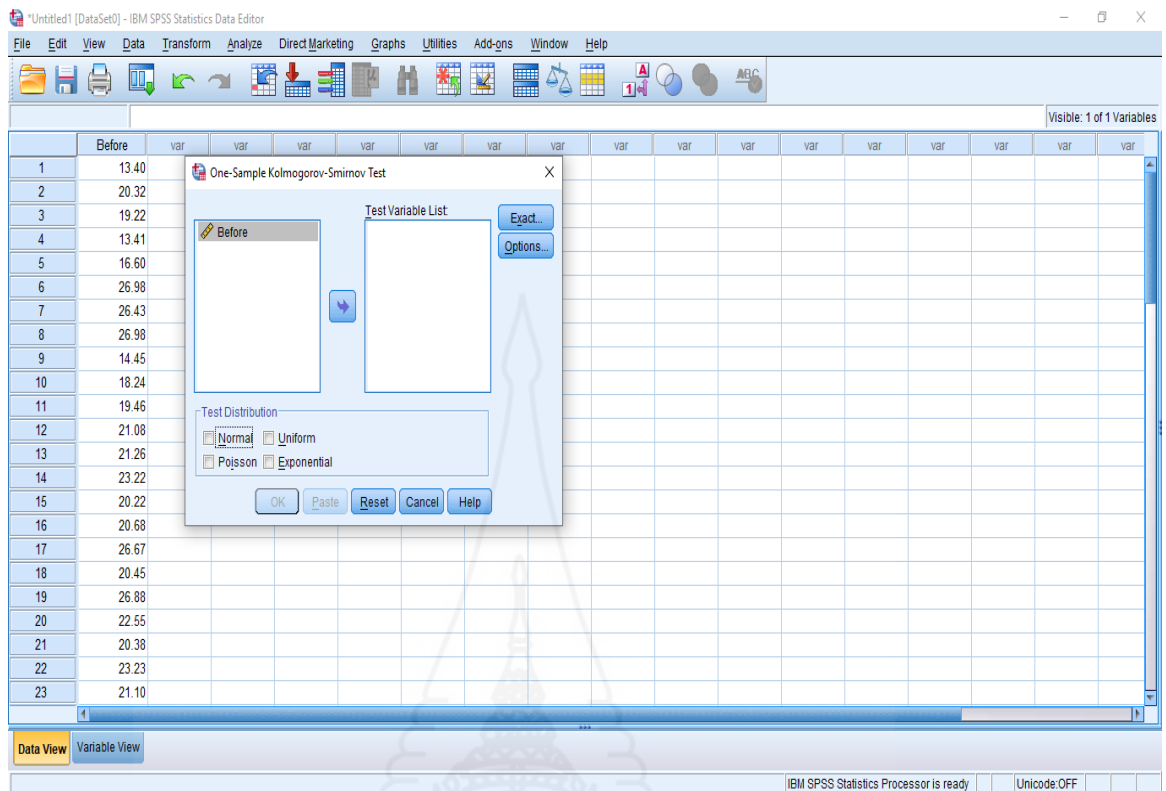 *Untitled1 [DataSet0] - IBM SPSS Statistics Data Editor
File Edit View Data Transform Analyze Direct Marketing Graphs Utilities Add-ons Window Help
Visible: 1 of 1 Variables
Before var var var var var var var var var var var var var var var var
1 13.40
2 20.32
3 19.22
4 13.41
5 16.60
6 26.98
7 26.43
8 26.98
9 14.45
10 18.24
11 19.46
12 21.08
13 21.26
14 23.22
15 20.22
16 20.68
17 26.67
18 20.45
19 26.88
20 22.55
21 20.38
22 23.23
23 21.10
One-Sample Kolmogorov-Smirnov Test
Test Variable List:
Before
Exact...
Options...
Test Distribution
Normal Uniform
Poisson Exponential
OK Paste Reset Cancel Help
Data View Variable View
IBM SPSS Statistics Processor is ready Unicode:OFF